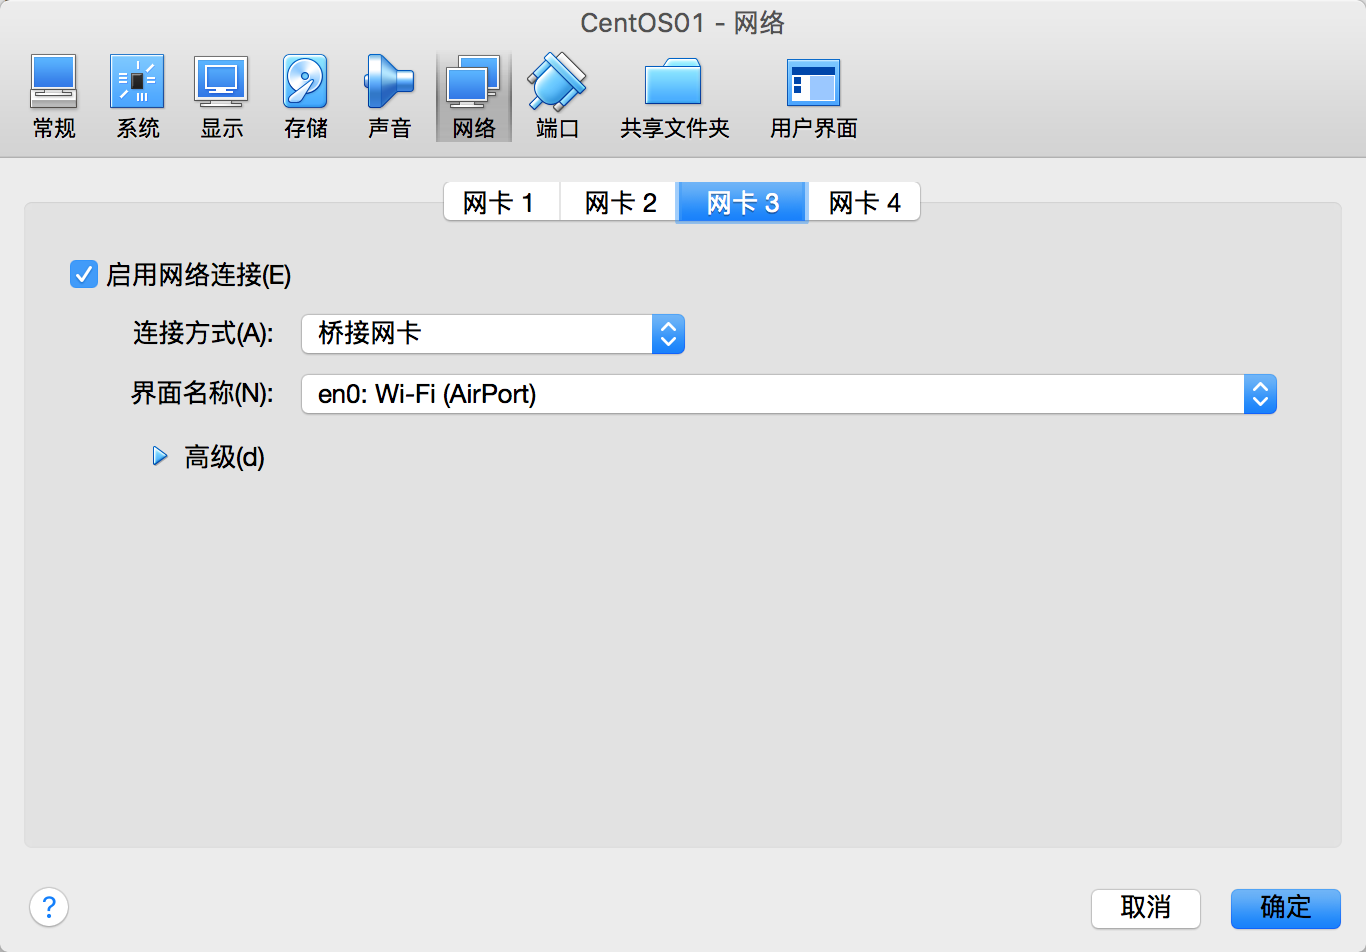 CentOS01 - 网络
常规 系统 显示 存储 声音 网络 端口 共享文件夹 用户界面
网卡 1 网卡 2 网卡 3 网卡 4
启用网络连接(E)
连接方式(A): 桥接网卡
界面名称(N): en0: Wi-Fi (AirPort)
高级(d)
? 取消 确定